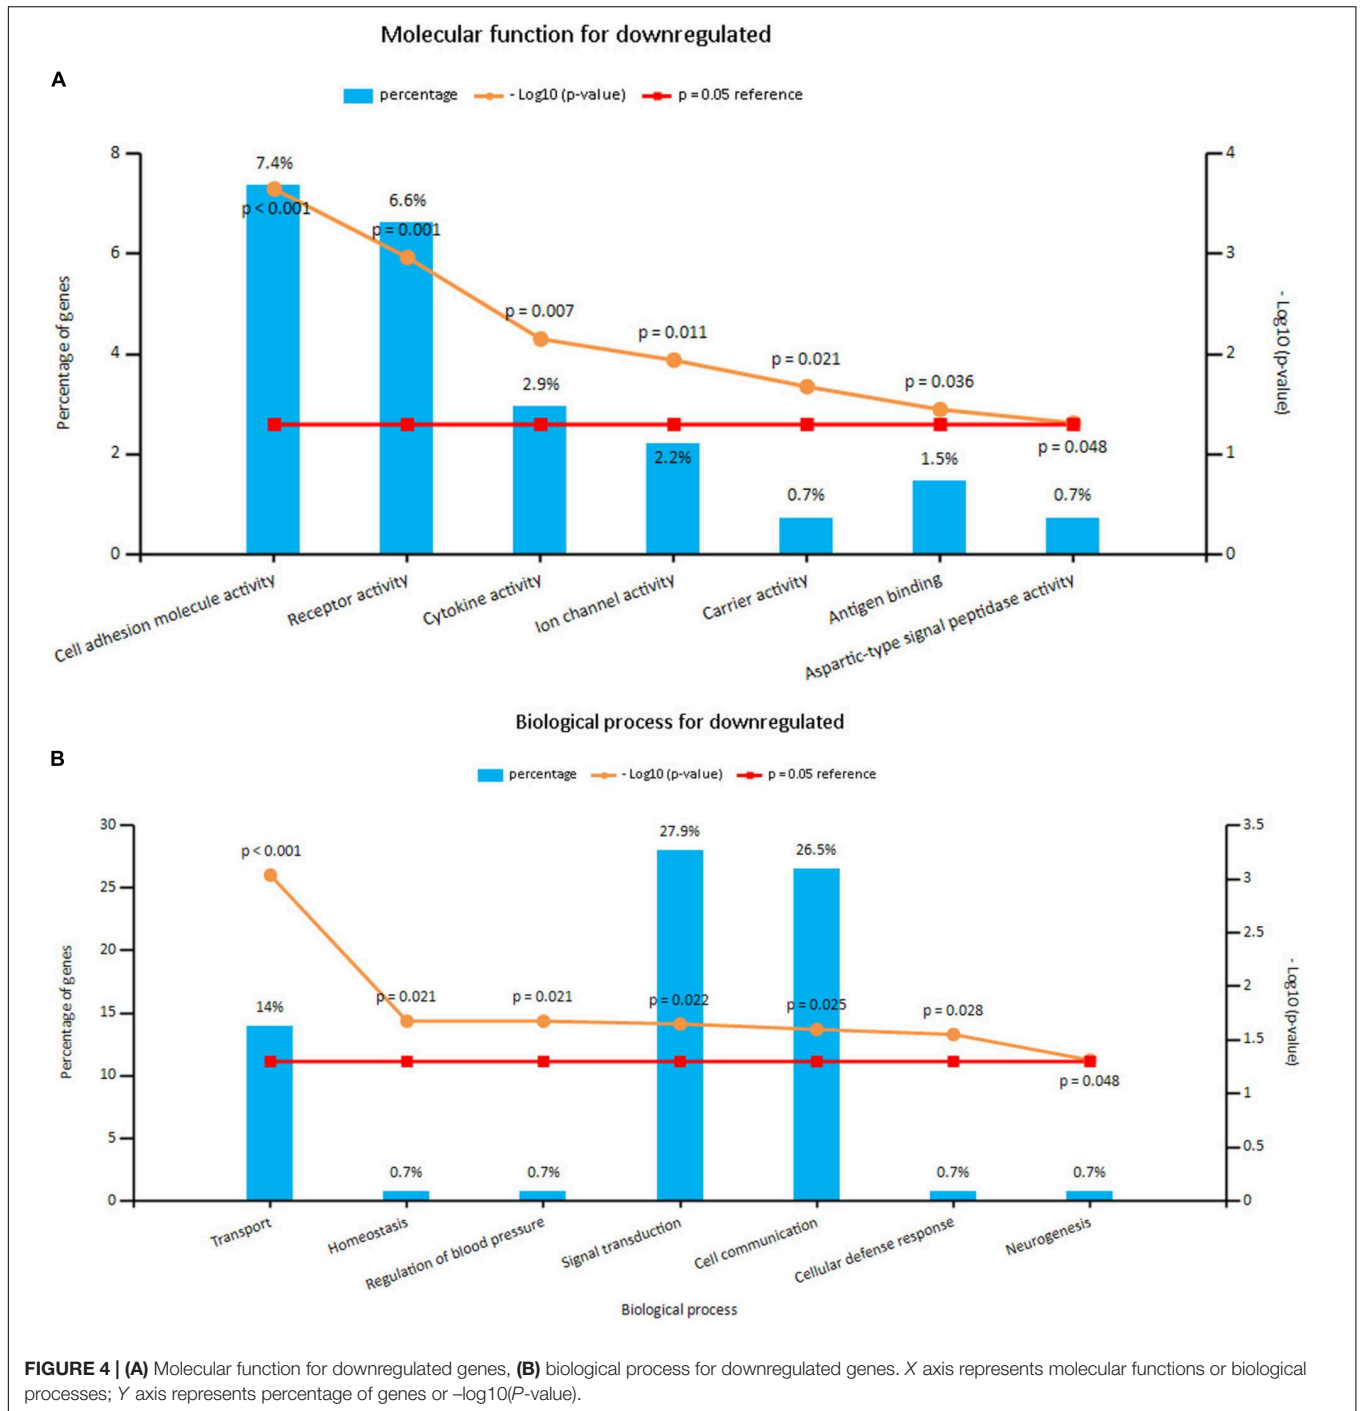 Molecular function for downregulated
A
percentage
- Log10 (p-value)
p = 0.05 reference
8
7.4%
6.6%
p < 0.001
p = 0.001
6
p = 0.007
p = 0.011
p = 0.021
p = 0.036
4
2.9%
2.2%
p = 0.048
2
0.7%
1.5%
0.7%
0
4
3
2
1
0
Percentage of genes
- Log10 (p-value)
Cell adhesion molecule activity
Receptor activity
Cytokine activity
Ion channel activity
Carrier activity
Antigen binding
Aspartic-type signal peptidase activity
Biological process for downregulated
B
percentage
- Log10 (p-value)
p = 0.05 reference
30
25
20
15
10
5
0
p < 0.001
27.9%
26.5%
14%
p = 0.021
p = 0.021
p = 0.022
p = 0.025
p = 0.028
p = 0.048
0.7%
0.7%
0.7%
0.7%
3.5
3
2.5
2
1.5
1
0.5
0
Percentage of genes
- Log10 (p-value)
Transport
Homeostasis
Regulation of blood pressure
Signal transduction
Cell communication
Cellular defense response
Neurogenesis
Biological process
FIGURE 4 | (A) Molecular function for downregulated genes, (B) biological process for downregulated genes. X axis represents molecular functions or biological
processes; Y axis represents percentage of genes or –log10(P-value).